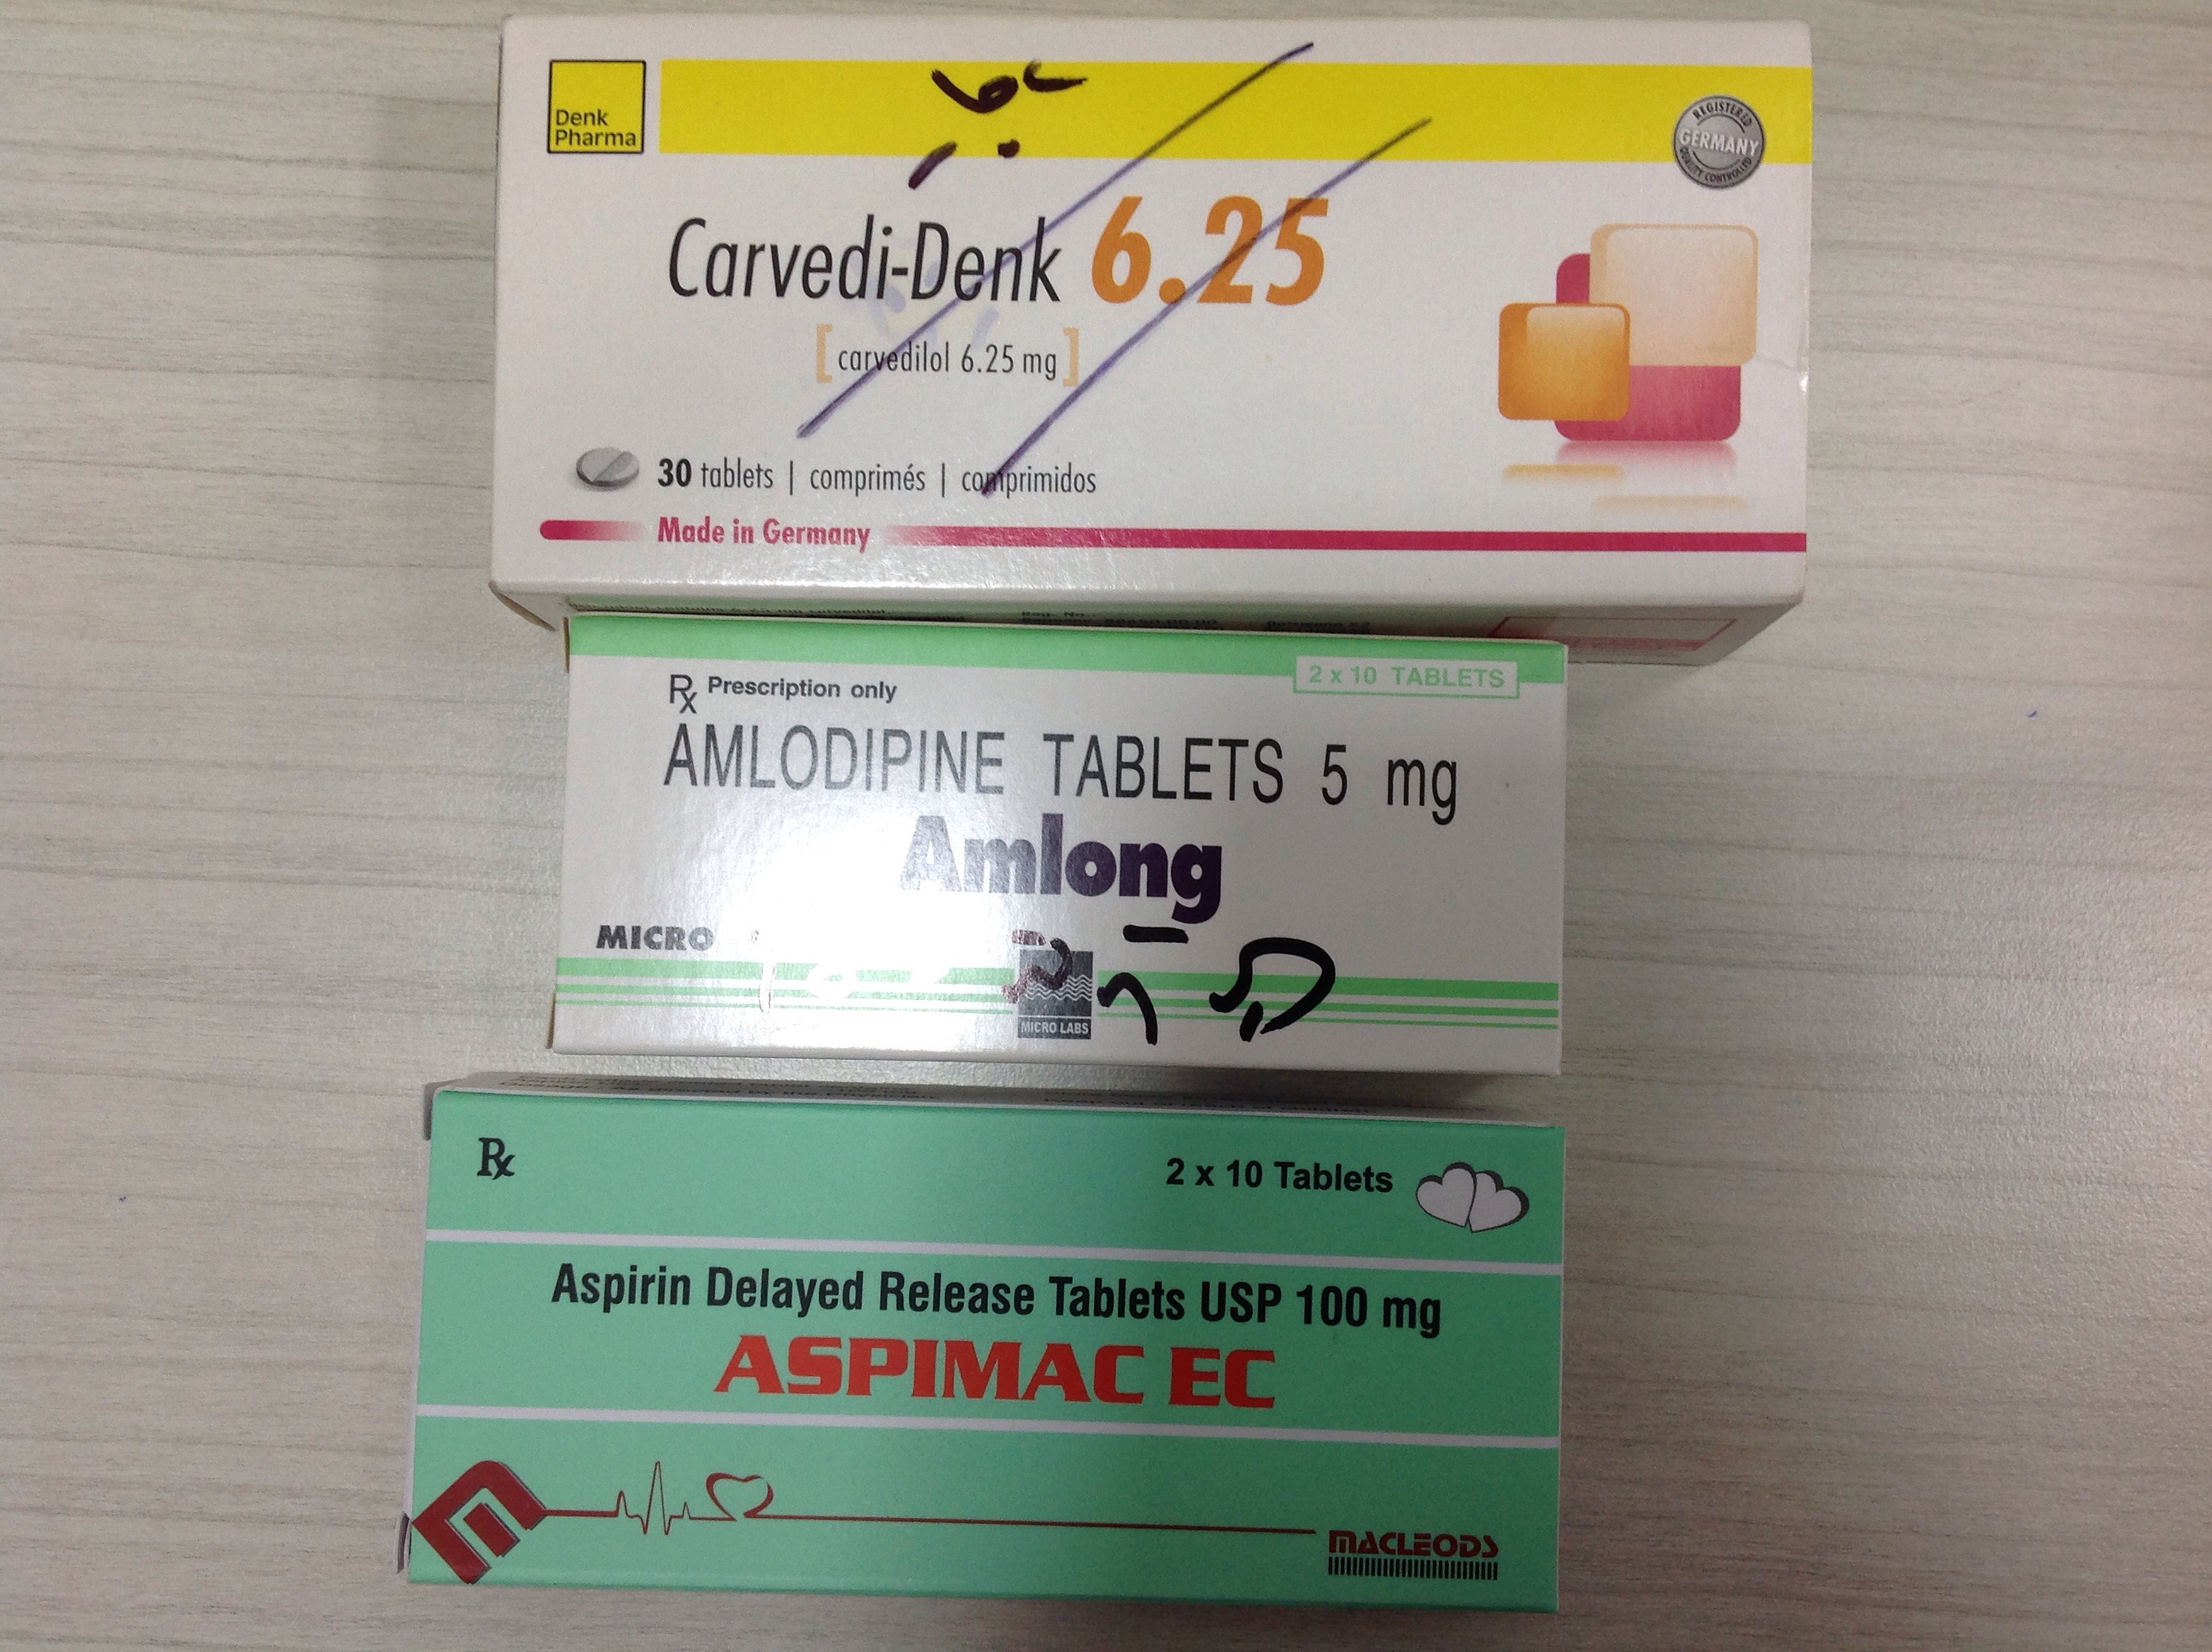 Denk
Pharma
REGISTERED
GERMANY
QUALITY CONTROLLED
Carvedi-Denk 6.25
[carvedilol 6.25 mg]
30 tablets | comprimés | comprimidos
Made in Germany
Rx Prescription only
2 x 10 TABLETS
AMLODIPINE TABLETS 5 mg
Amlong
MICRO
MICRO LABS
Rx
2 x 10 Tablets
Aspirin Delayed Release Tablets USP 100 mg
ASPIMAC EC
MACLEODS